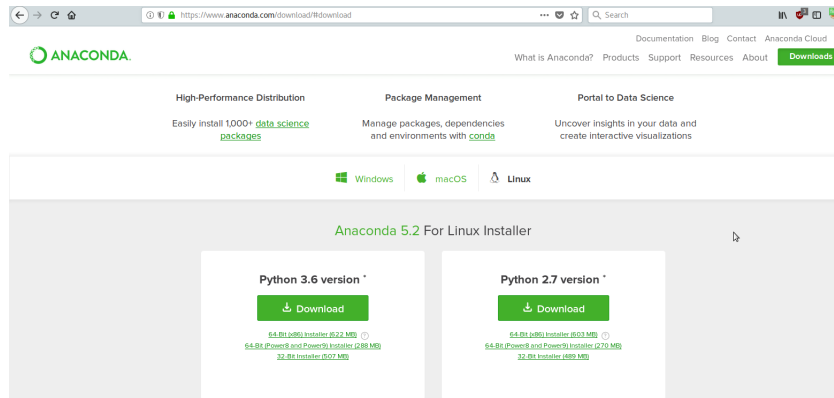 https://www.anaconda.com/download/#download
Search
Documentation Blog Contact Anaconda Cloud
ANACONDA.
What is Anaconda? Products Support Resources About Downloads
High-Performance Distribution
Easily install 1,000+ data science
packages
Package Management
Manage packages, dependencies
and environments with conda
Portal to Data Science
Uncover insights in your data and
create interactive visualizations
Windows macOS Linux
Anaconda 5.2 For Linux Installer
Python 3.6 version *
Download
64-Bit (x86) Installer (622 MB) ?
64-Bit (Power8 and Power9) Installer (288 MB)
32-Bit Installer (507 MB)
Python 2.7 version *
Download
64-Bit (x86) Installer (603 MB) ?
64-Bit (Power8 and Power9) Installer (270 MB)
32-Bit Installer (489 MB)